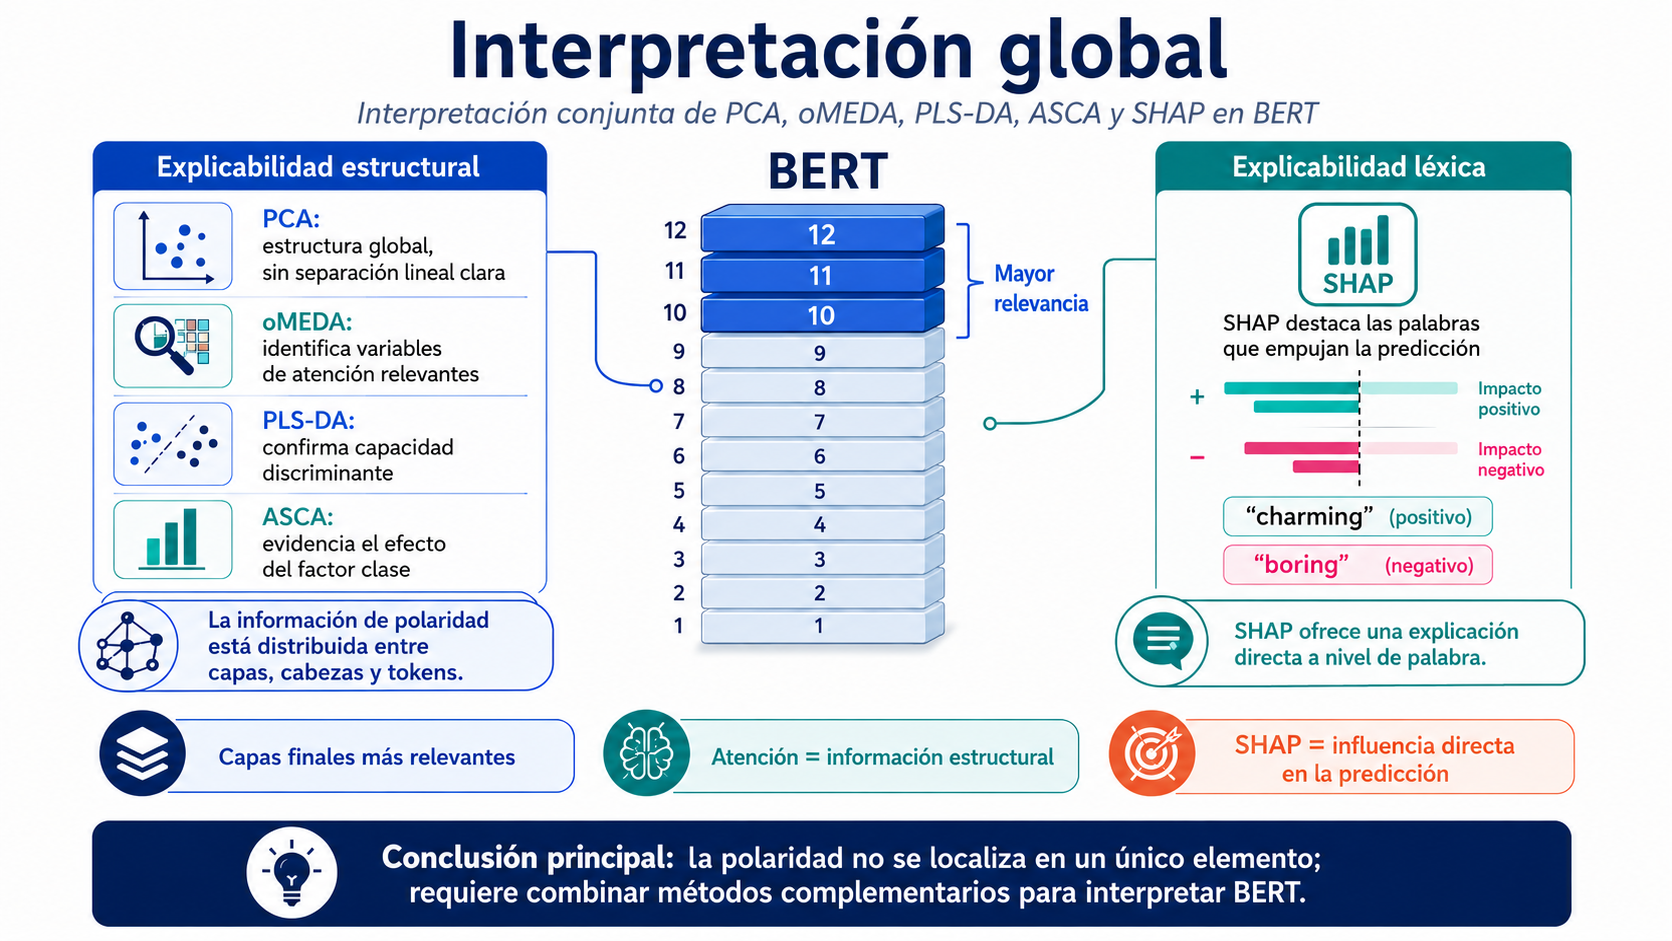 Interpretación global
Interpretación conjunta de PCA, oMEDA, PLS-DA, ASCA y SHAP en BERT
Explicabilidad estructural
PCA:
estructura global,
sin separación lineal clara
oMEDA:
identifica variables
de atención relevantes
PLS-DA:
confirma capacidad
discriminante
ASCA:
evidencia el efecto
del factor clase
La información de polaridad
está distribuida entre
capas, cabezas y tokens.
BERT
12 12
11 11
10 10
9 9
8 8
7 7
6 6
5 5
4 4
3 3
2 2
1 1
Mayor
relevancia
Explicabilidad léxica
SHAP
SHAP destaca las palabras
que empujan la predicción
+ Impacto
positivo
− Impacto
negativo
“charming” (positivo)
“boring” (negativo)
SHAP ofrece una explicación
directa a nivel de palabra.
Capas finales más relevantes
Atención = información estructural
SHAP = influencia directa
en la predicción
Conclusión principal: la polaridad no se localiza en un único elemento;
requiere combinar métodos complementarios para interpretar BERT.